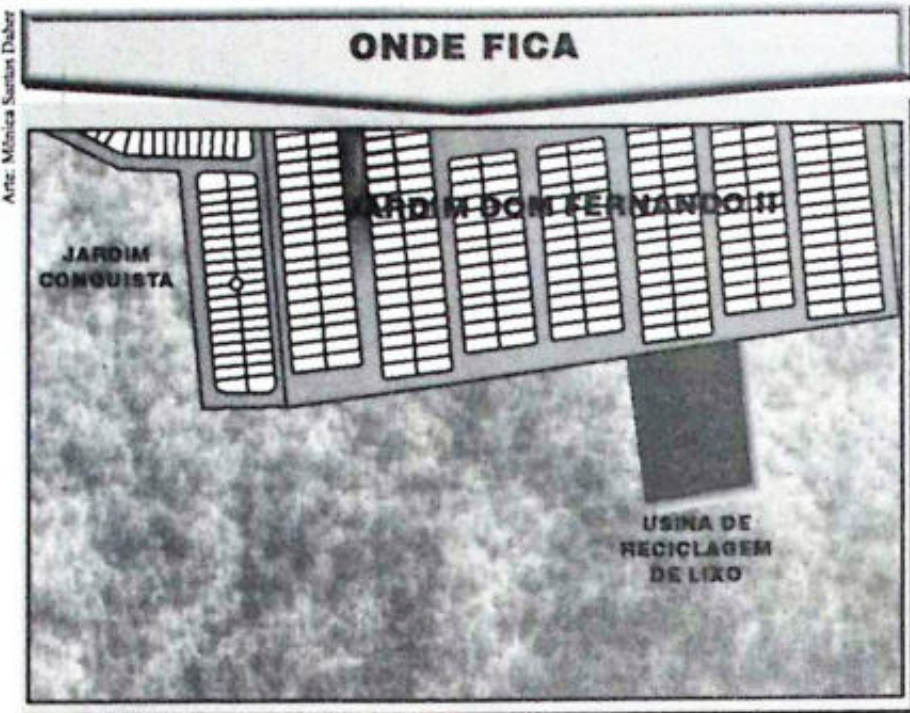 Arte: Mônica Santos Daher
ONDE FICA
JARDIM DOM FERNANDO II
JARDIM
CONQUISTA
USINA DE
RECICLAGEM
DE LIXO